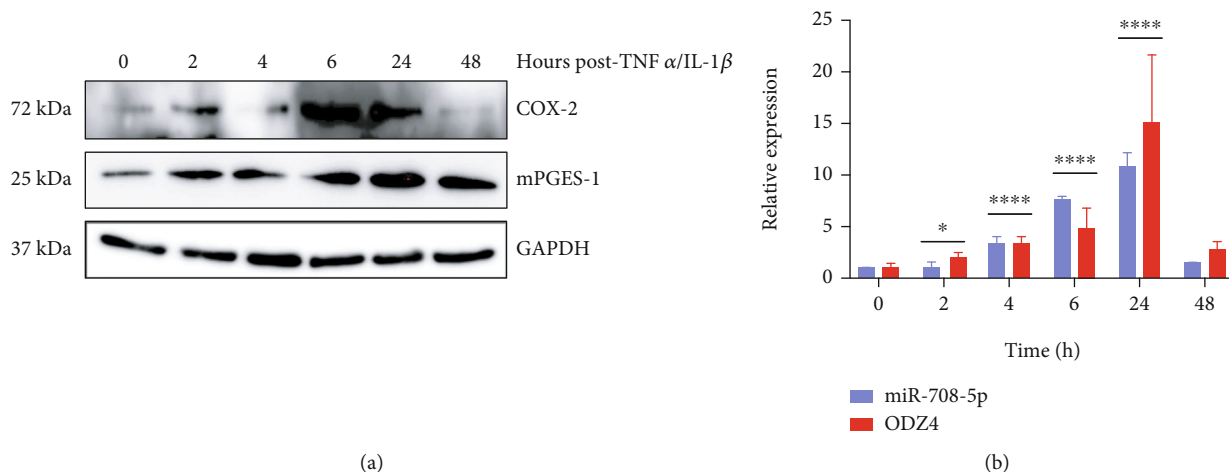 0 2 4 6 24 48 Hours post-TNF α/IL-1β
72 kDa COX-2
25 kDa mPGES-1
37 kDa GAPDH
(a)
Relative expression
25
20
15
10
5
0
* **** **** ****
0 2 4 6 24 48
Time (h)
miR-708-5p
ODZ4
(b)